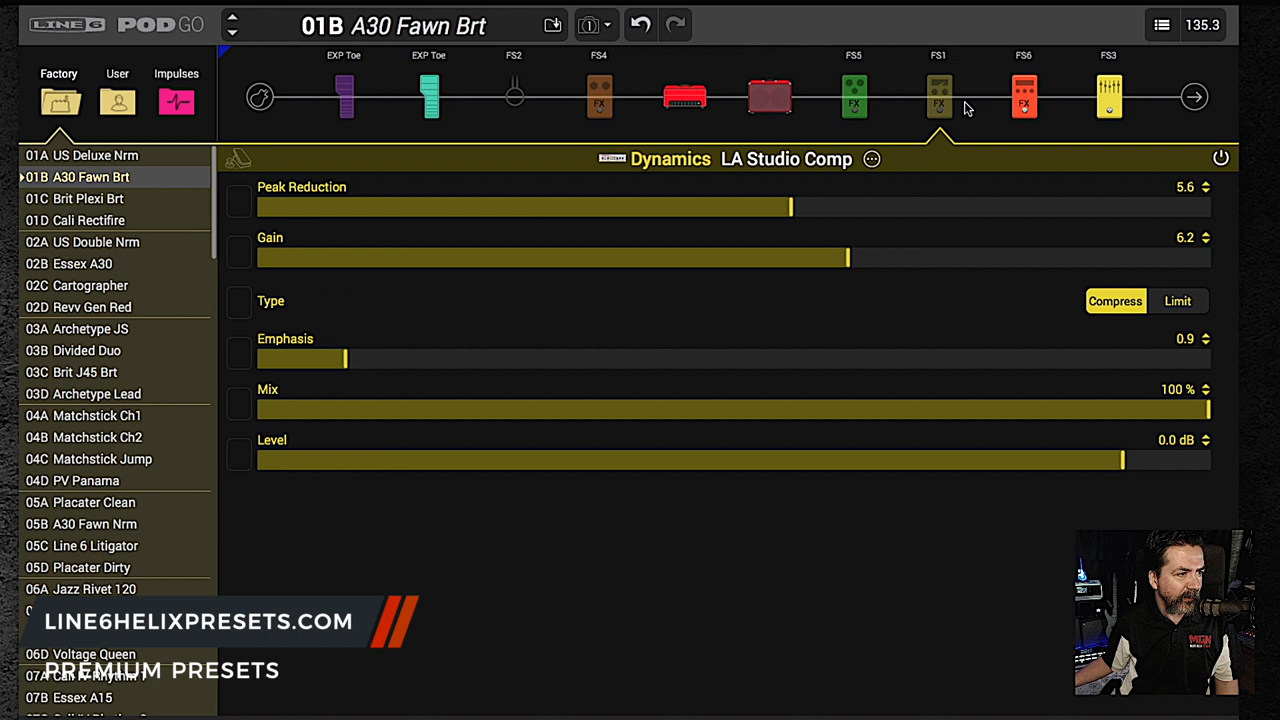 LINE 6 POD GO
01B A30 Fawn Brt
135.3
Factory User Impulses
EXP Toe EXP Toe FS2 FS4 FS5 FS1 FS6 FS3
FX FX FX FX
Dynamics LA Studio Comp
Peak Reduction 5.6
Gain 6.2
Type Compress Limit
Emphasis 0.9
Mix 100 %
Level 0.0 dB
01A US Deluxe Nrm
01B A30 Fawn Brt
01C Brit Plexi Brt
01D Cali Rectifire
02A US Double Nrm
02B Essex A30
02C Cartographer
02D Revv Gen Red
03A Archetype JS
03B Divided Duo
03C Brit J45 Brt
03D Archetype Lead
04A Matchstick Ch1
04B Matchstick Ch2
04C Matchstick Jump
04D PV Panama
05A Placater Clean
05B A30 Fawn Nrm
05C Line 6 Litigator
05D Placater Dirty
06A Jazz Rivet 120
LINE6HELIXPRESETS.COM
06D Voltage Queen
PREMIUM PRESETS
07B Essex A15
MGN